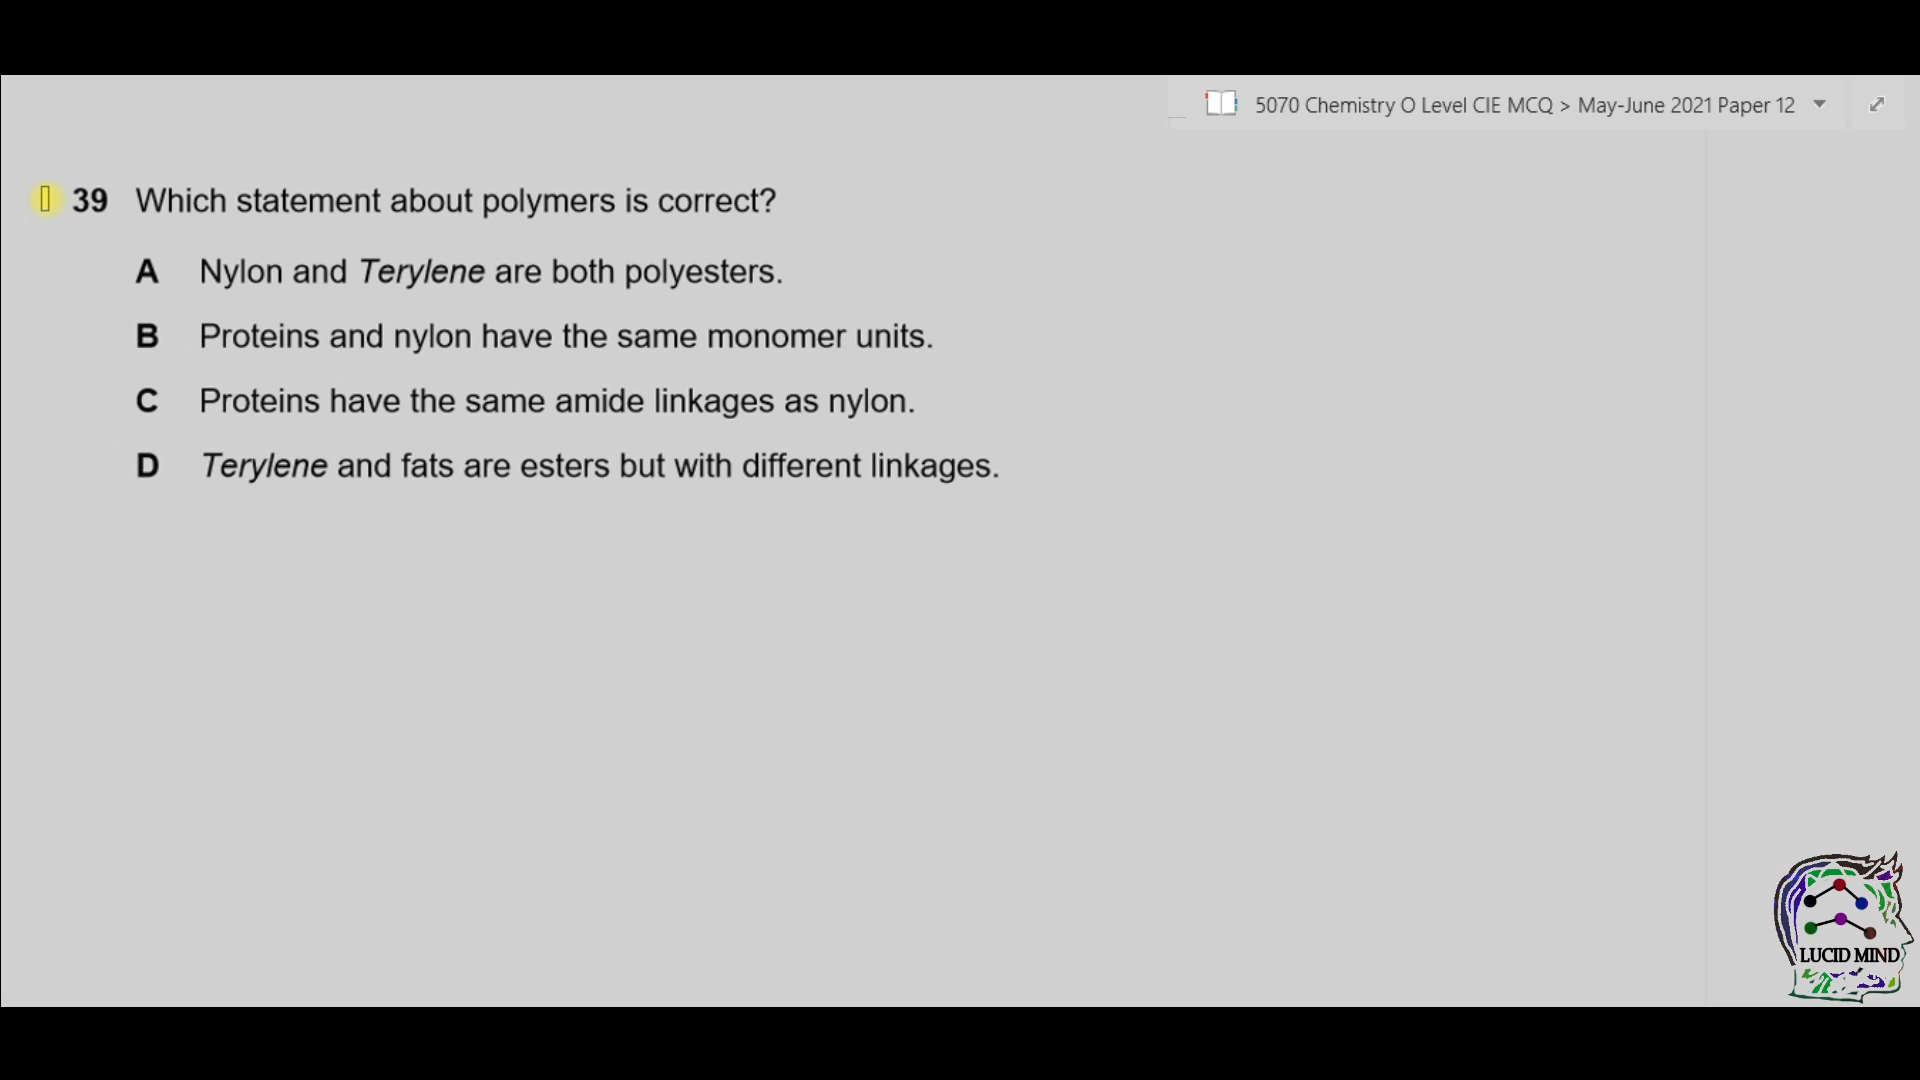 5070 Chemistry O Level CIE MCQ > May-June 2021 Paper 12
39 Which statement about polymers is correct?
A Nylon and Terylene are both polyesters.
B Proteins and nylon have the same monomer units.
C Proteins have the same amide linkages as nylon.
D Terylene and fats are esters but with different linkages.
LUCID MIND